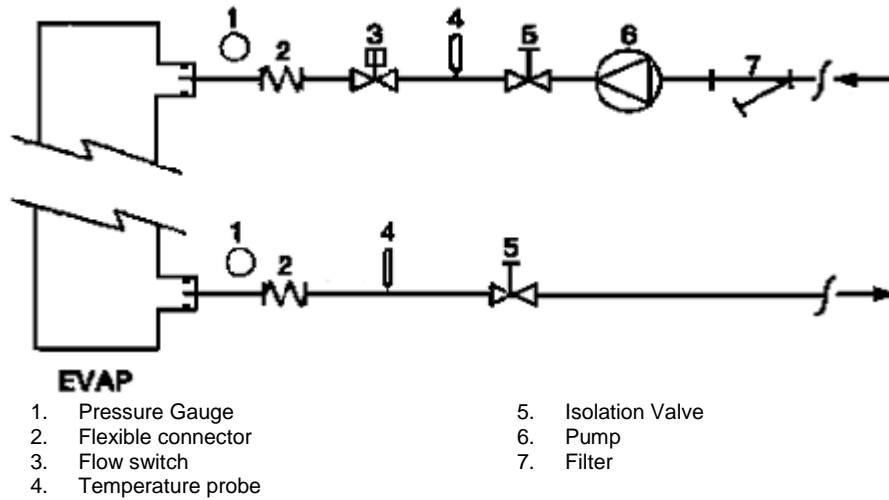 1
2
3
4
5
6
7
1
2
4
5
EVAP
1. Pressure Gauge
2. Flexible connector
3. Flow switch
4. Temperature probe
5. Isolation Valve
6. Pump
7. Filter